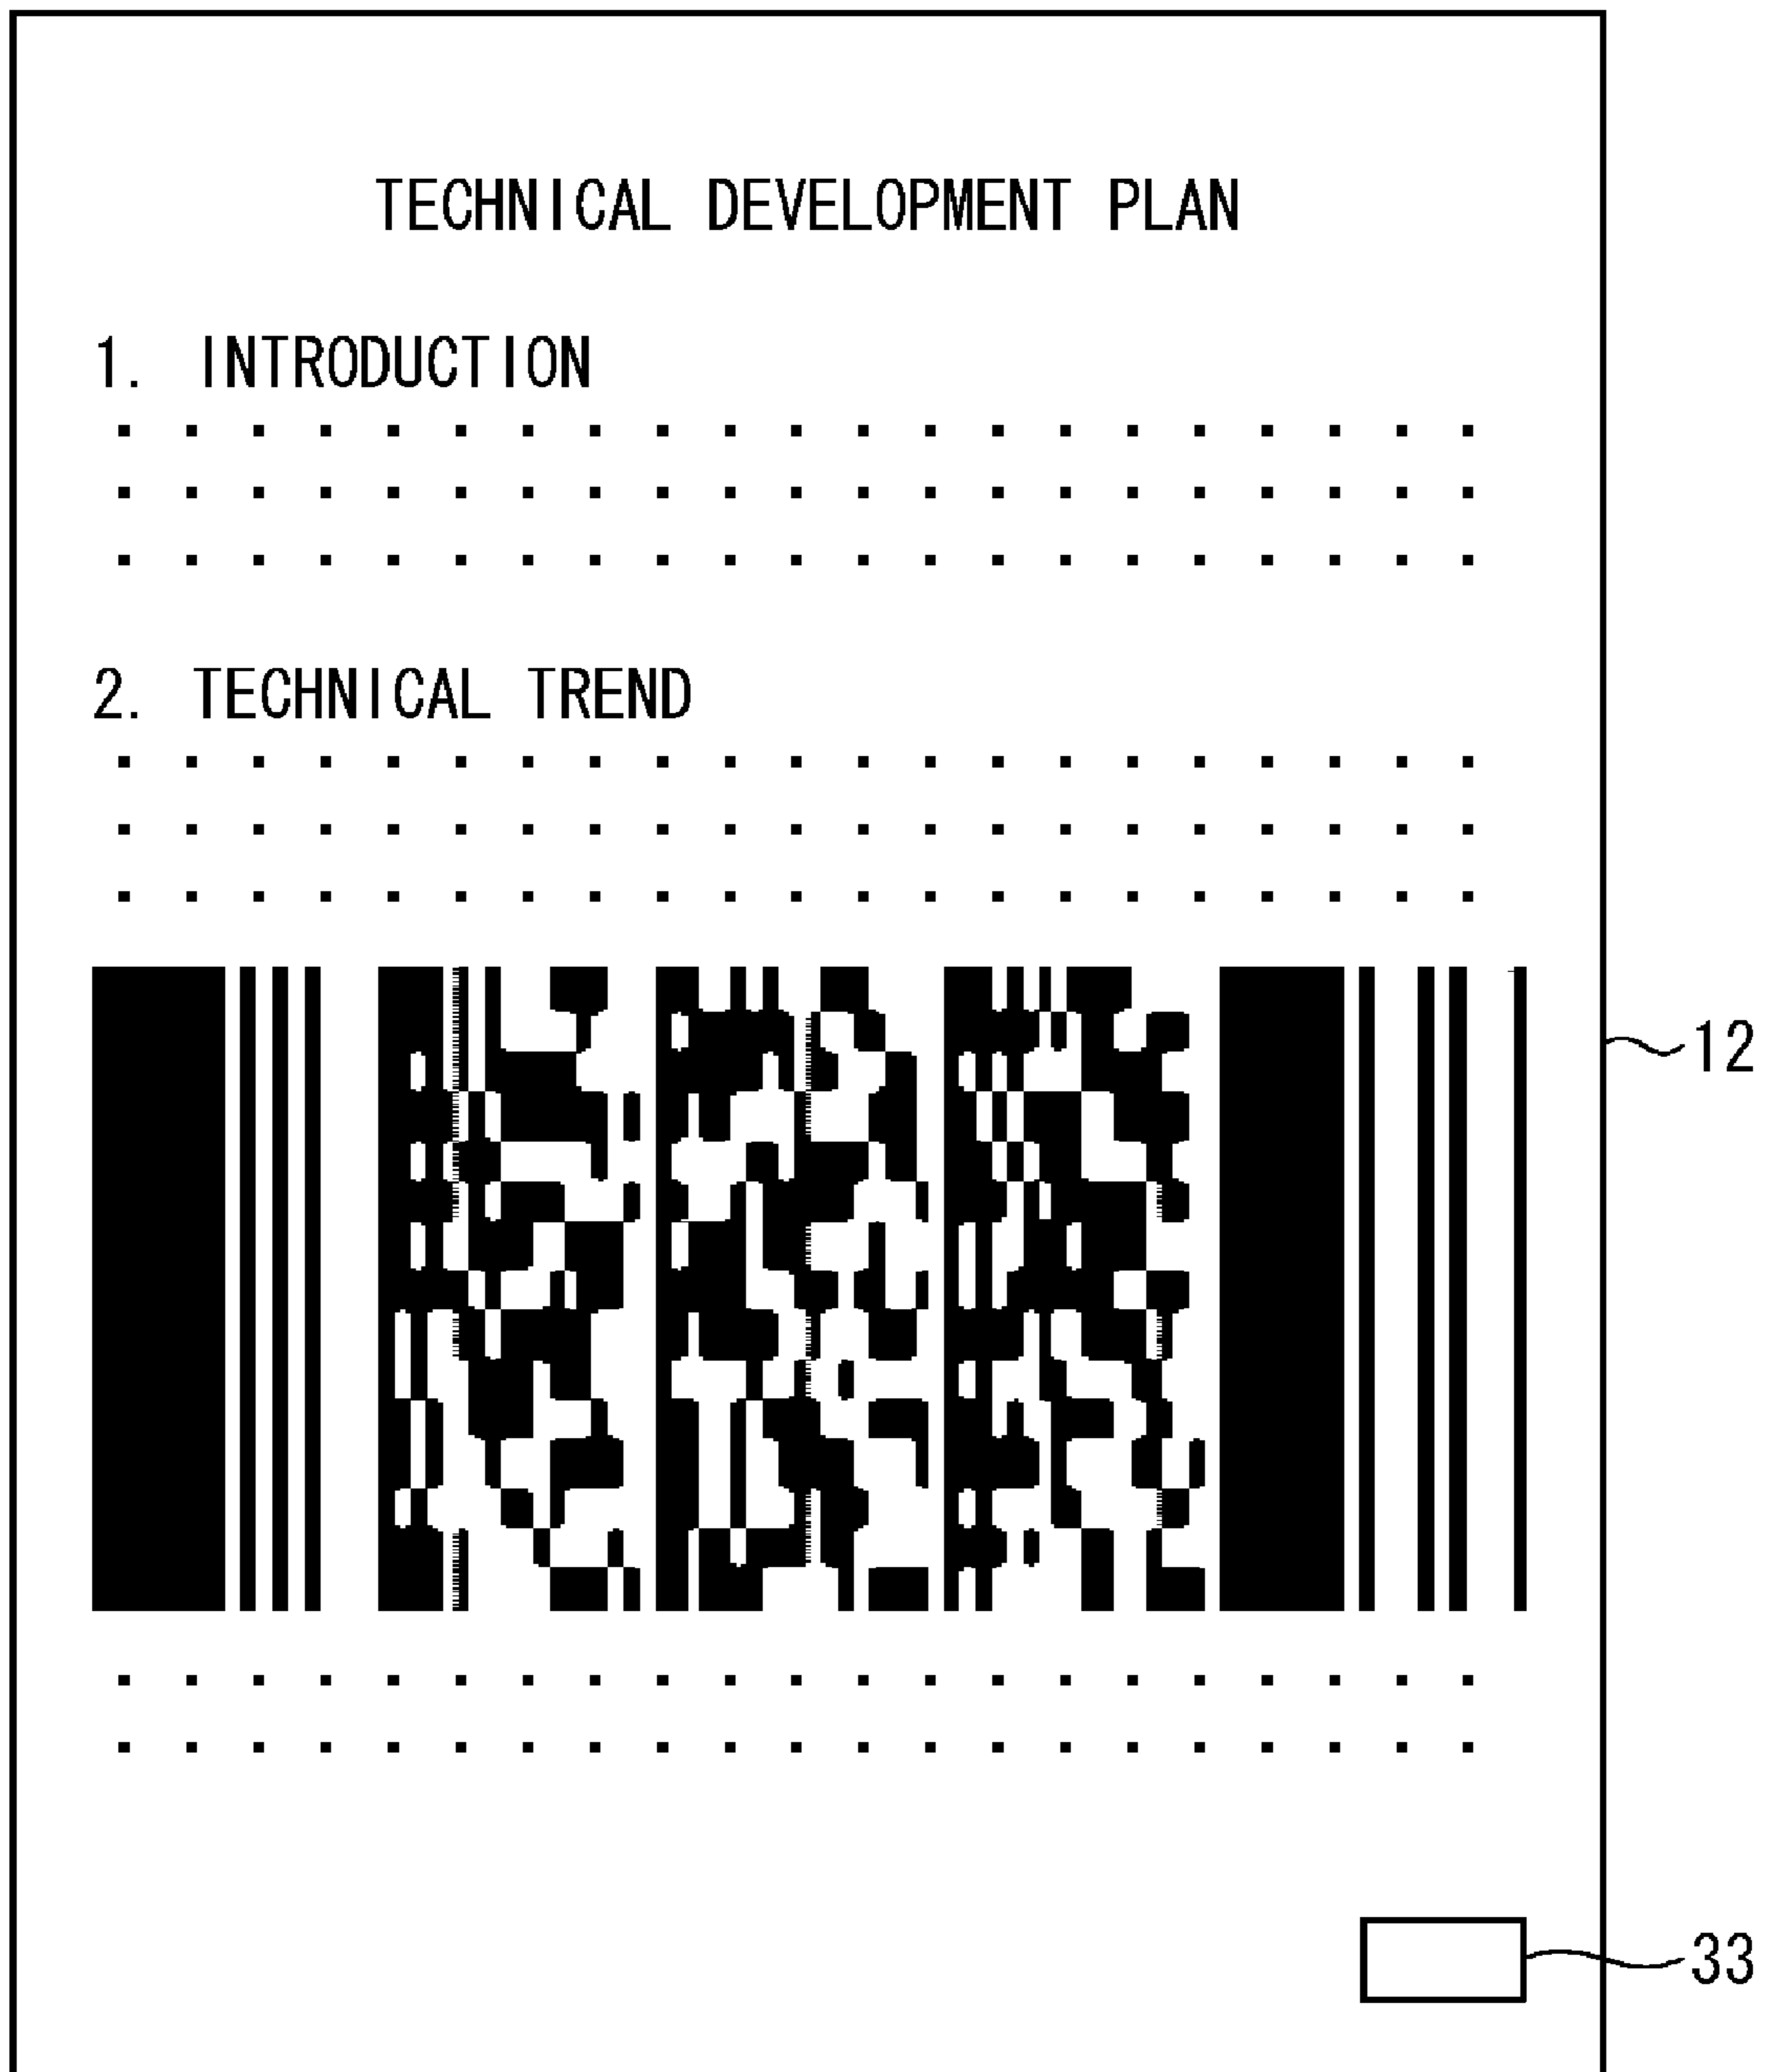 TECHNICAL DEVELOPMENT PLAN
1. INTRODUCTION
2. TECHNICAL TREND
12
33